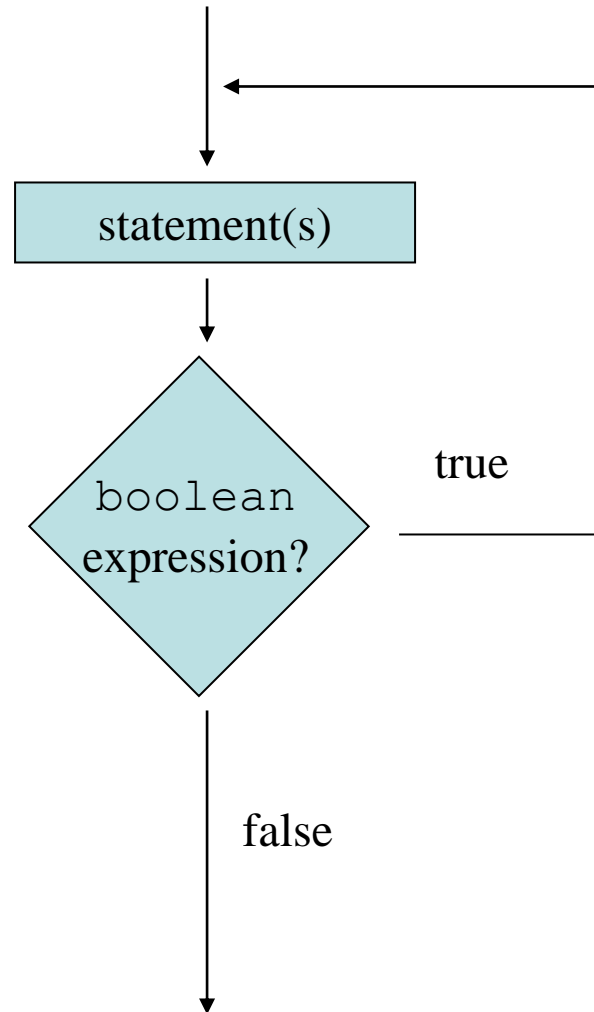 statement(s)
true
boolean
expression?
false